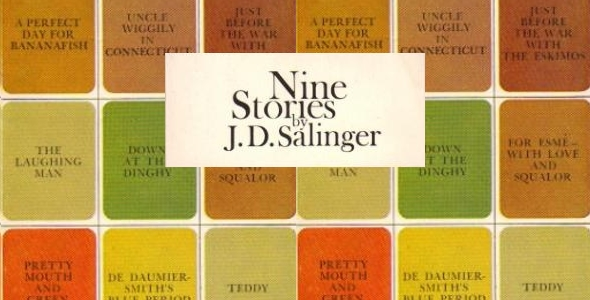 A PERFECT
DAY FOR
BANANAFISH
UNCLE
WIGGILY
IN
CONNECTICUT
JUST
BEFORE
THE WAR
WITH
A PERFECT
DAY FOR
BANANAFISH
UNCLE
WIGGILY
IN
CONNECTICUT
JUST
BEFORE
THE WAR
WITH
THE ESKIMOS
Nine
Stories
by
J.D. Salinger
THE
LAUGHING
MAN
DOWN
AT THE
DINGHY
AND
SQUALOR
MAN
DOWN
AT THE
DINGHY
FOR ESMÉ—
WITH LOVE
AND
SQUALOR
PRETTY
MOUTH
AND
GREEN
DE DAUMIER-
SMITH'S
BLUE PERIOD
TEDDY
PRETTY
MOUTH
AND
GREEN
DE DAUMIER-
SMITH'S
BLUE PERIOD
TEDDY